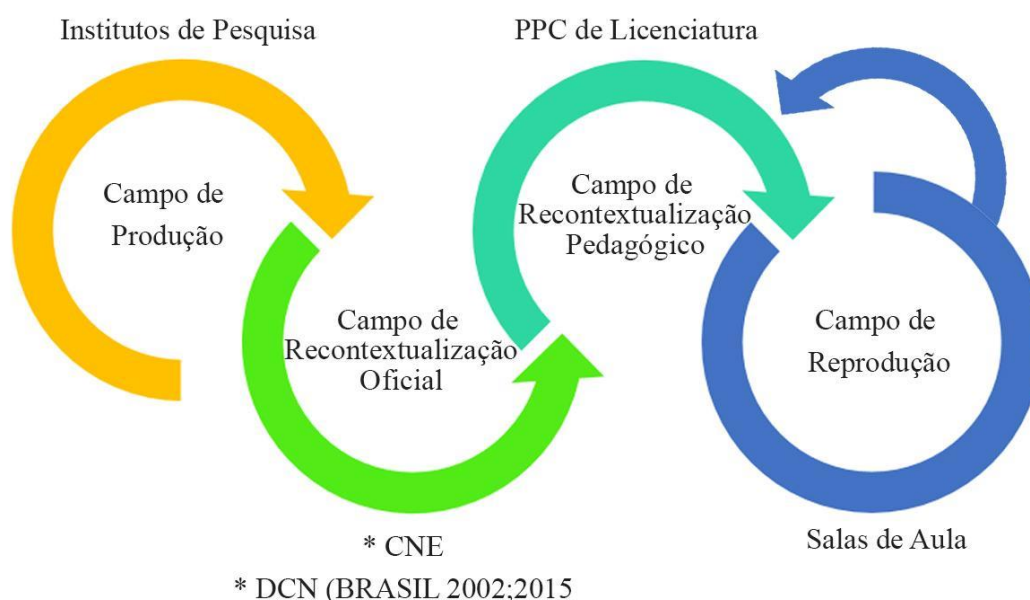 Institutos de Pesquisa
PPC de Licenciatura
Campo de
Produção
Campo de
Recontextualização
Oficial
Campo de
Recontextualização
Pedagógico
Campo de
Reprodução
* CNE
* DCN (BRASIL 2002;2015
Salas de Aula